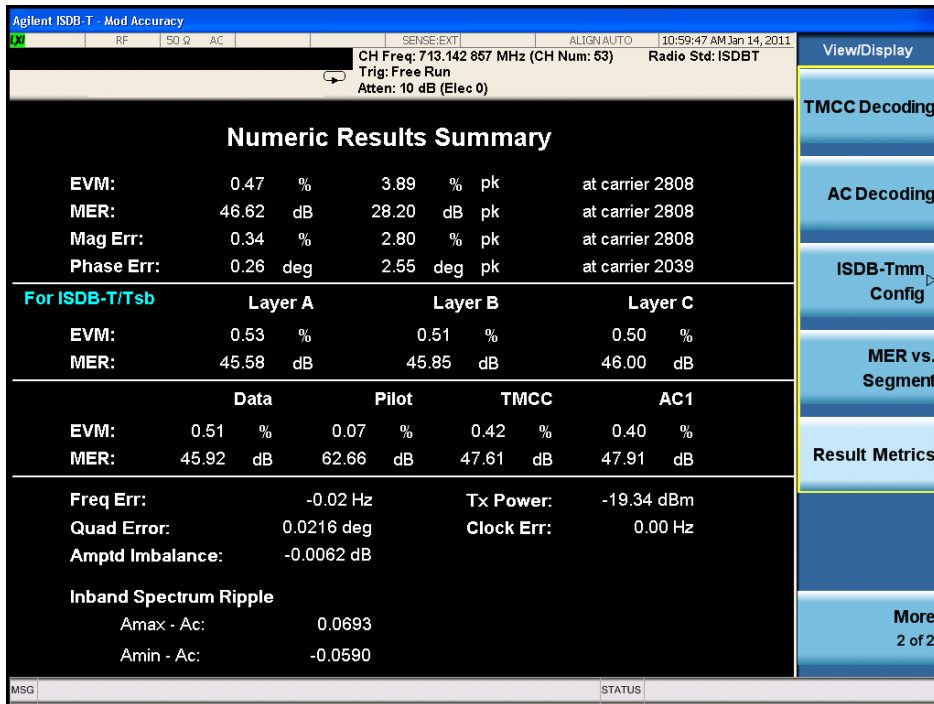 Agilent ISDB-T - Mod Accuracy
LXI RF 50 Ω AC SENSE:EXT ALIGN AUTO 10:59:47 AM Jan 14, 2011
CH Freq: 713.142 857 MHz (CH Num: 53) Radio Std: ISDBT
Trig: Free Run
Atten: 10 dB (Elec 0)
View/Display
TMCC Decoding
AC Decoding
ISDB-Tmm
Config
MER vs.
Segment
Result Metrics
More
2 of 2
Numeric Results Summary
EVM: 0.47 % 3.89 % pk at carrier 2808
MER: 46.62 dB 28.20 dB pk at carrier 2808
Mag Err: 0.34 % 2.80 % pk at carrier 2808
Phase Err: 0.26 deg 2.55 deg pk at carrier 2039
For ISDB-T/Tsb Layer A Layer B Layer C
EVM: 0.53 % 0.51 % 0.50 %
MER: 45.58 dB 45.85 dB 46.00 dB
Data Pilot TMCC AC1
EVM: 0.51 % 0.07 % 0.42 % 0.40 %
MER: 45.92 dB 62.66 dB 47.61 dB 47.91 dB
Freq Err: -0.02 Hz Tx Power: -19.34 dBm
Quad Error: 0.0216 deg Clock Err: 0.00 Hz
Amptd Imbalance: -0.0062 dB
Inband Spectrum Ripple
Amax - Ac: 0.0693
Amin - Ac: -0.0590
MSG STATUS